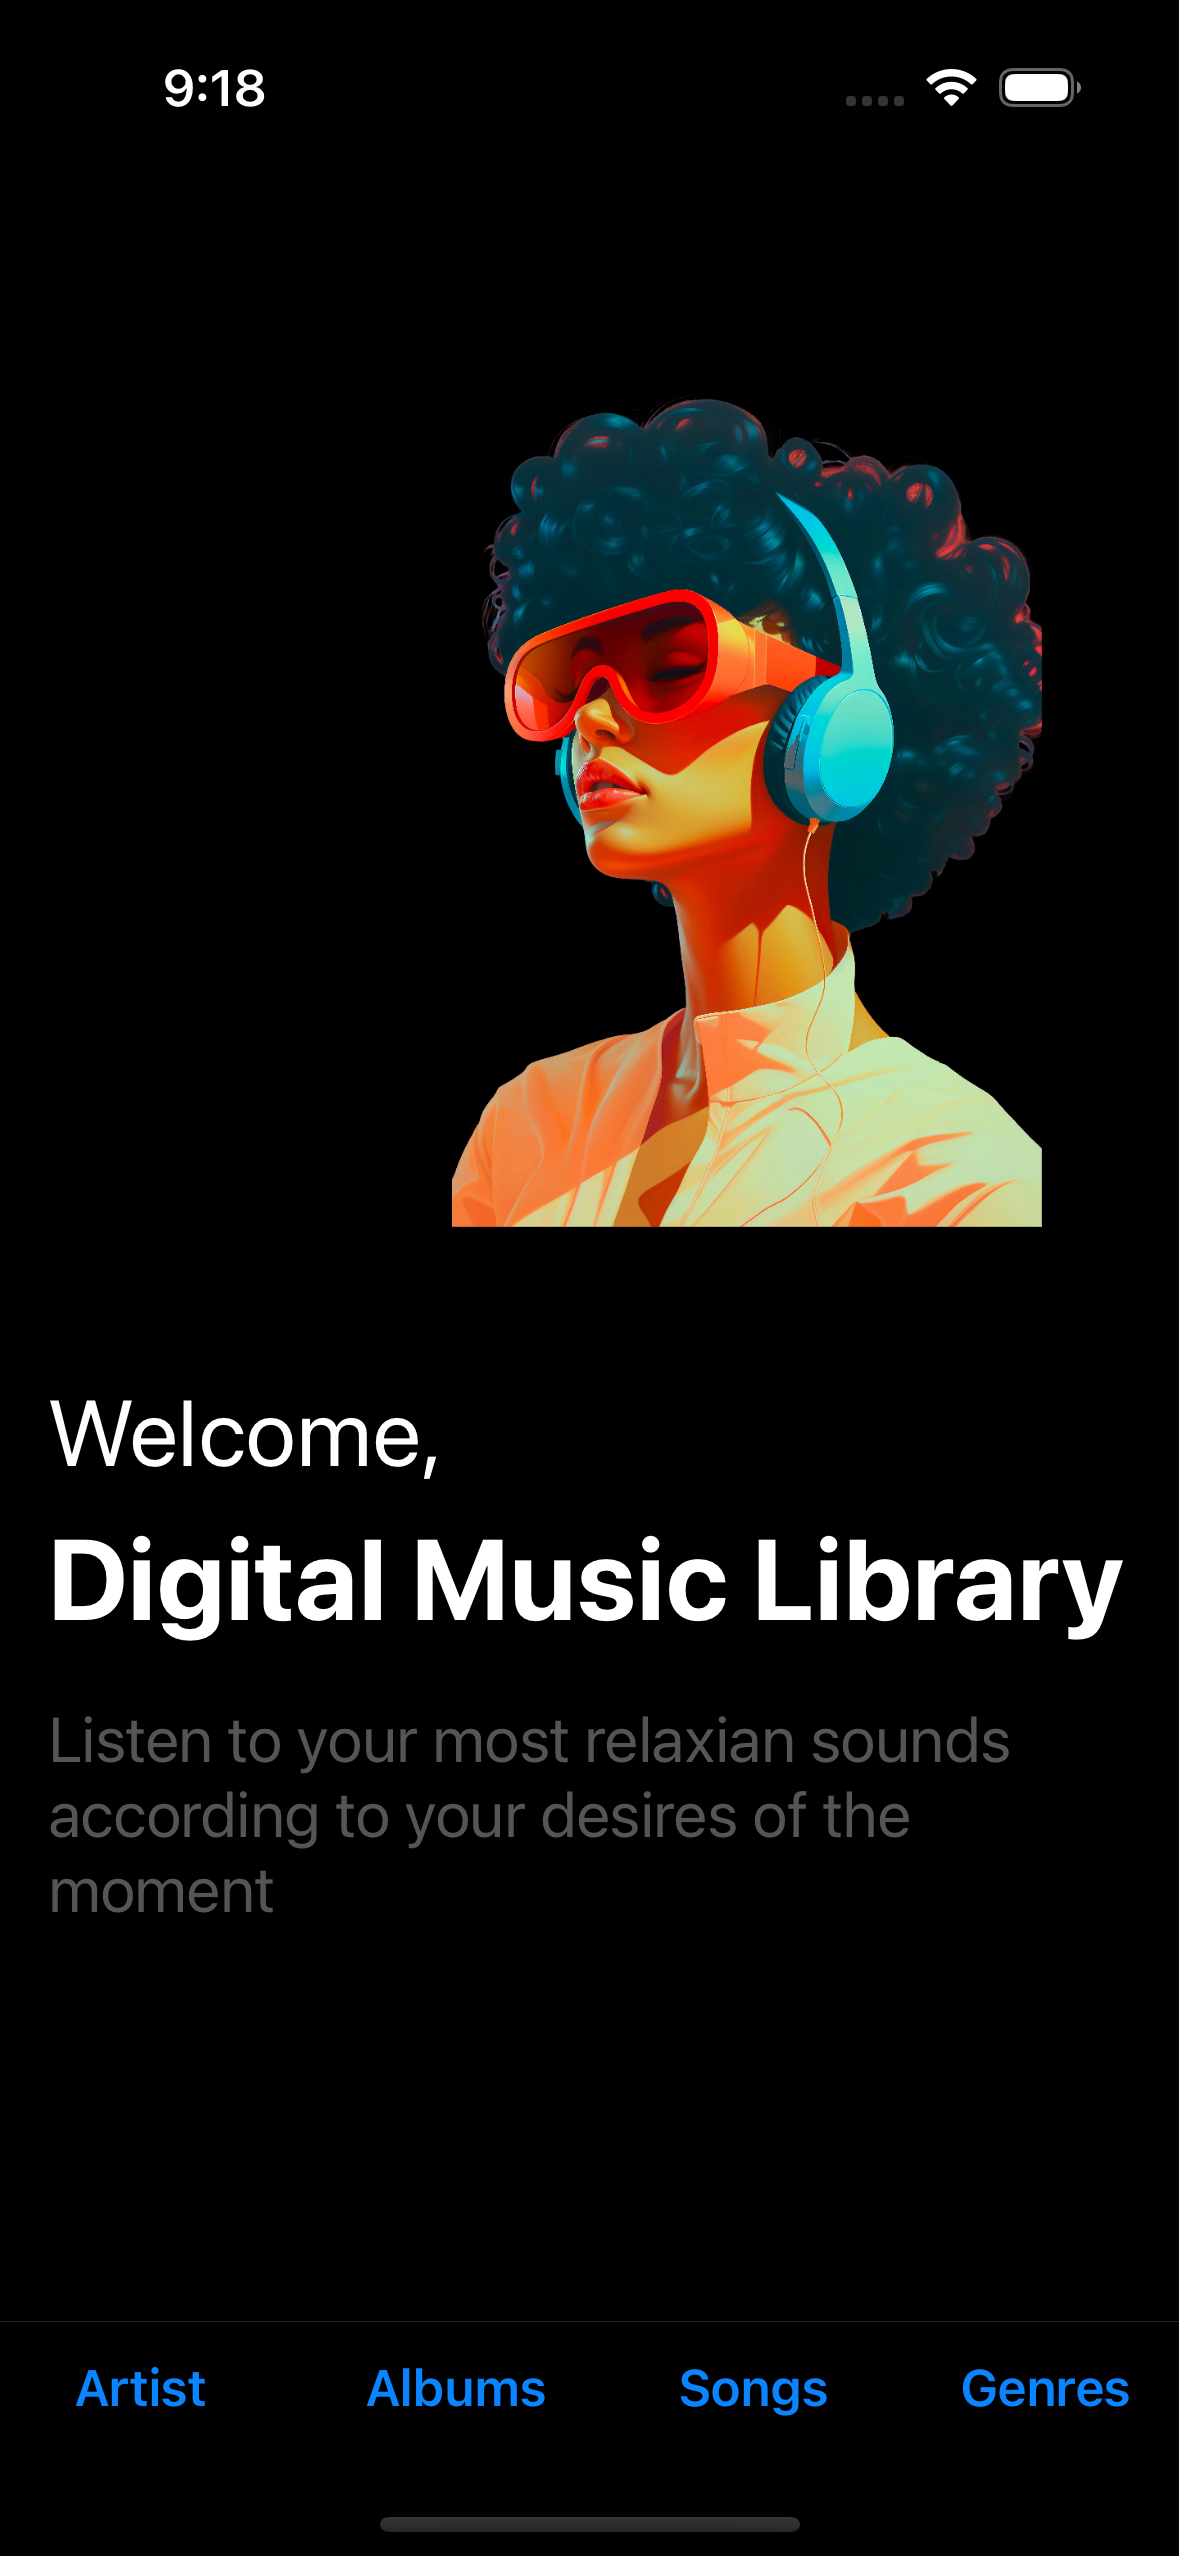 9:18
Welcome,
Digital Music Library
Listen to your most relaxian sounds
according to your desires of the
moment
Artist Albums Songs Genres